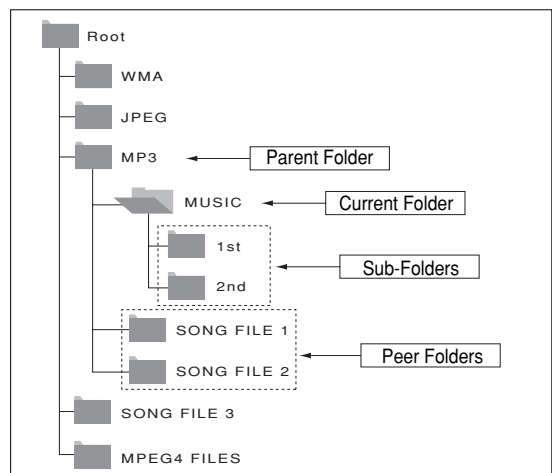 Root
WMA
JPEG
MP3
Parent Folder
MUSIC
Current Folder
1st
2nd
Sub-Folders
SONG FILE 1
SONG FILE 2
Peer Folders
SONG FILE 3
MPEG4 FILES